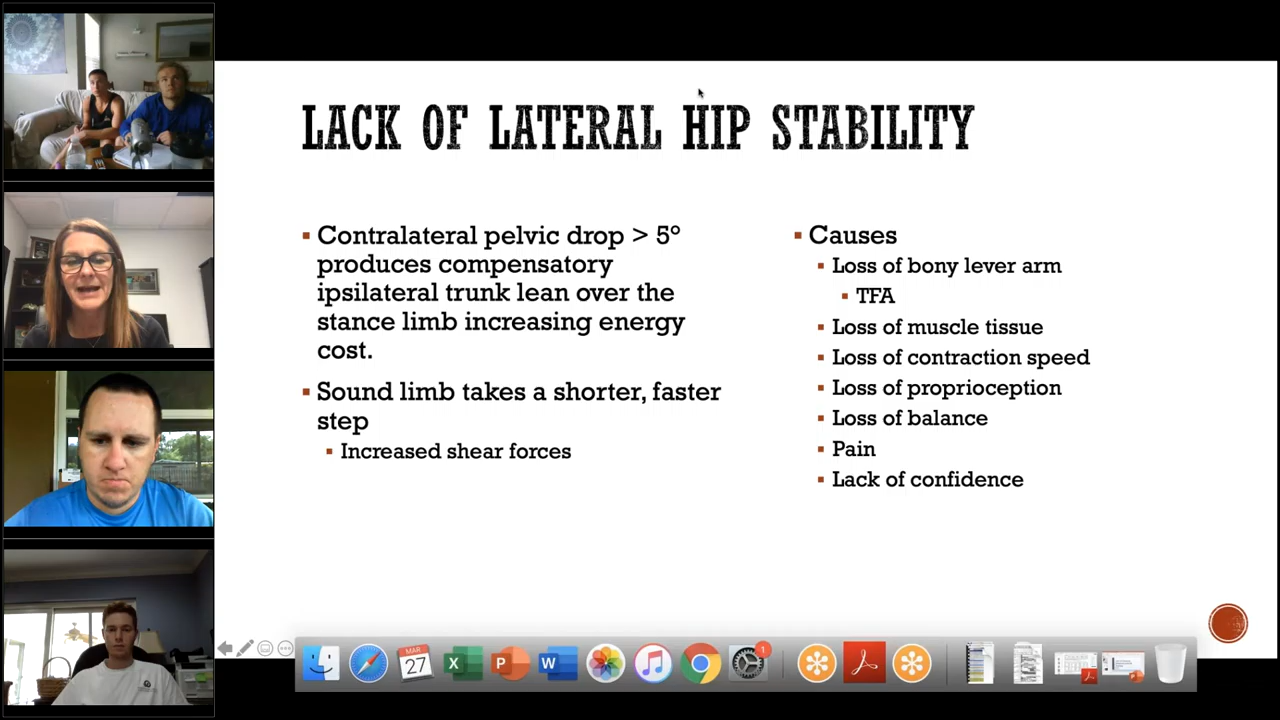 LACK OF LATERAL HIP STABILITY
Contralateral pelvic drop > 5°
produces compensatory
ipsilateral trunk lean over the
stance limb increasing energy
cost.
Sound limb takes a shorter, faster
step
Increased shear forces
Causes
Loss of bony lever arm
TFA
Loss of muscle tissue
Loss of contraction speed
Loss of proprioception
Loss of balance
Pain
Lack of confidence
MAR
27
X
P
W
1